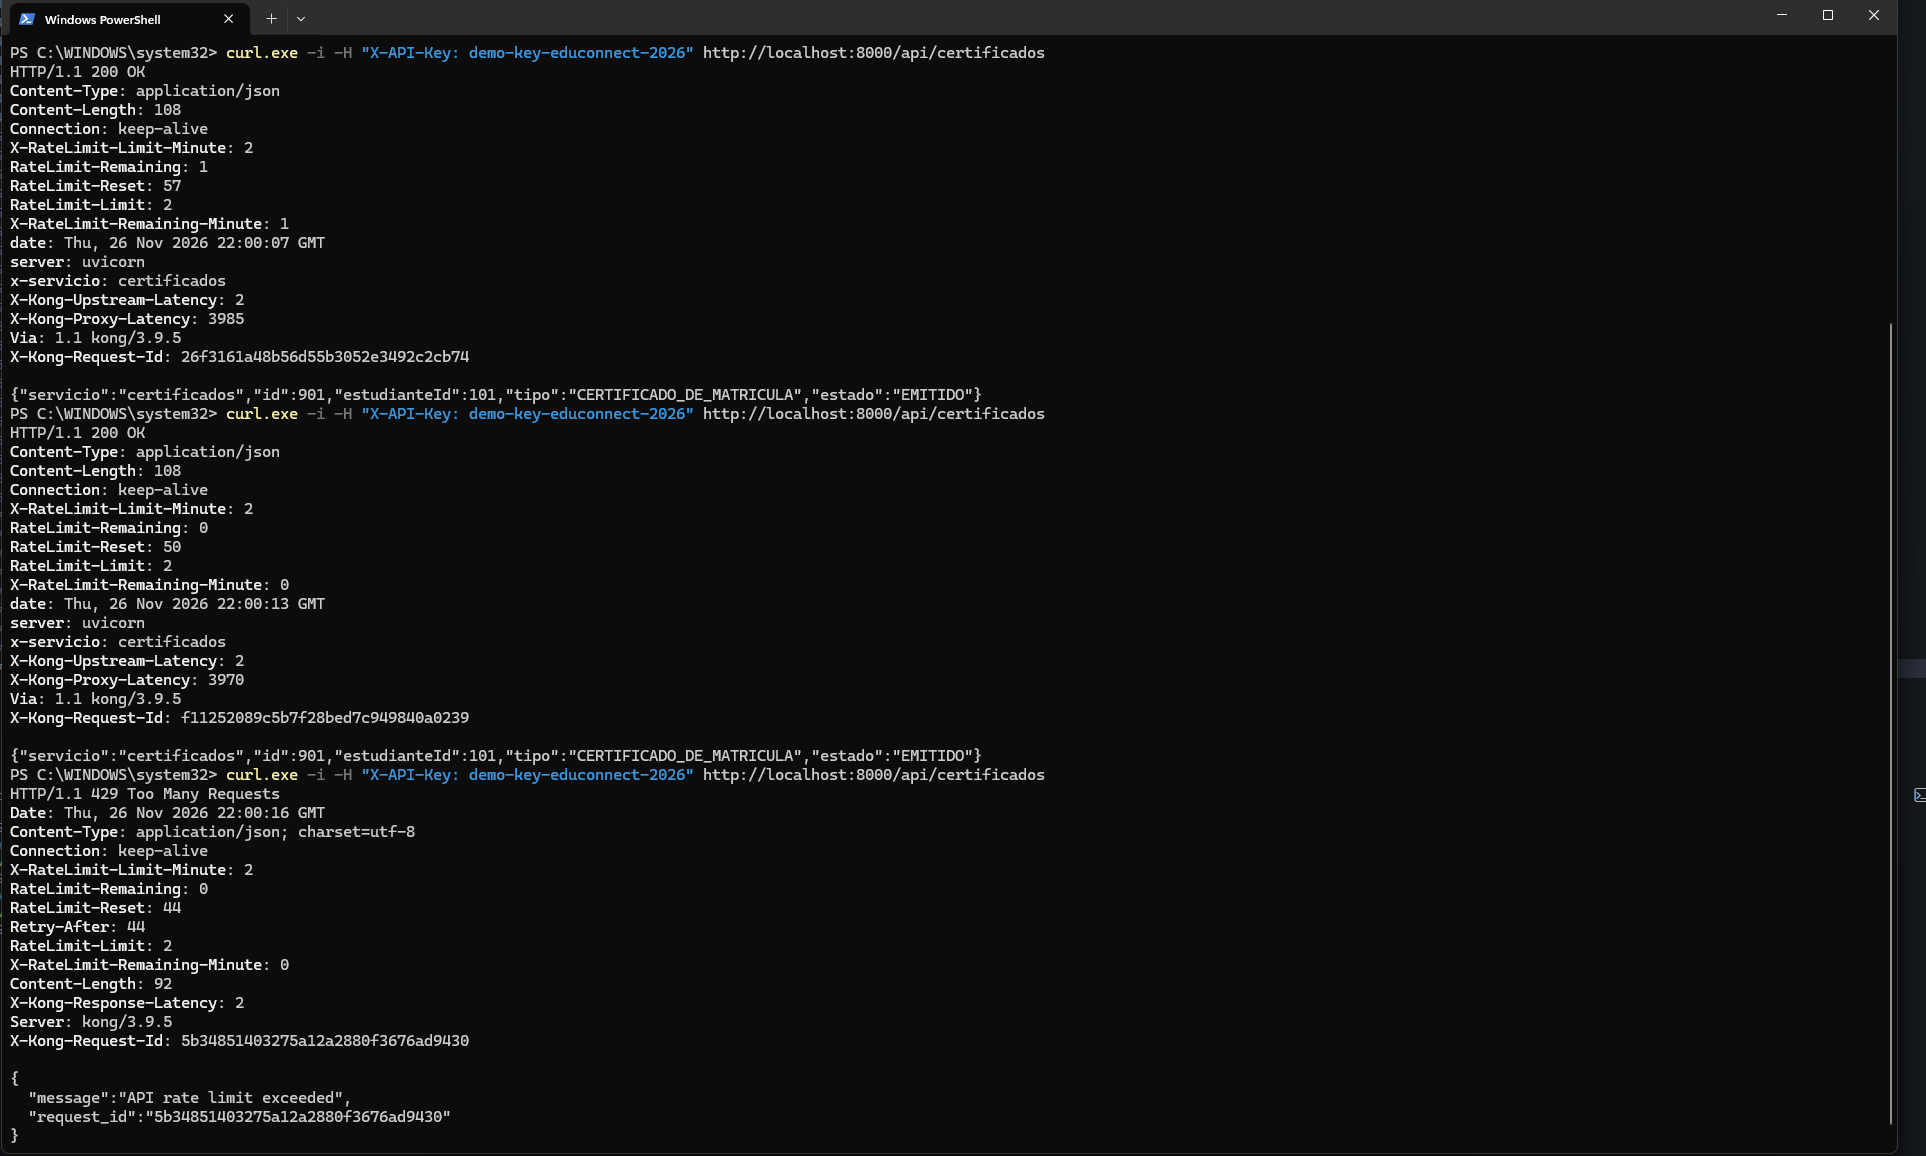 Windows PowerShell
PS C:\WINDOWS\system32> curl.exe -i -H "X-API-Key: demo-key-educonnect-2026" http://localhost:8000/api/certificados
HTTP/1.1 200 OK
Content-Type: application/json
Content-Length: 108
Connection: keep-alive
X-RateLimit-Limit-Minute: 2
RateLimit-Remaining: 1
RateLimit-Reset: 57
RateLimit-Limit: 2
X-RateLimit-Remaining-Minute: 1
date: Thu, 26 Nov 2026 22:00:07 GMT
server: uvicorn
x-servicio: certificados
X-Kong-Upstream-Latency: 2
X-Kong-Proxy-Latency: 3985
Via: 1.1 kong/3.9.5
X-Kong-Request-Id: 26f3161a48b56d55b3052e3492c2cb74

{"servicio":"certificados","id":901,"estudianteId":101,"tipo":"CERTIFICADO_DE_MATRICULA","estado":"EMITIDO"}
PS C:\WINDOWS\system32> curl.exe -i -H "X-API-Key: demo-key-educonnect-2026" http://localhost:8000/api/certificados
HTTP/1.1 200 OK
Content-Type: application/json
Content-Length: 108
Connection: keep-alive
X-RateLimit-Limit-Minute: 2
RateLimit-Remaining: 0
RateLimit-Reset: 50
RateLimit-Limit: 2
X-RateLimit-Remaining-Minute: 0
date: Thu, 26 Nov 2026 22:00:13 GMT
server: uvicorn
x-servicio: certificados
X-Kong-Upstream-Latency: 2
X-Kong-Proxy-Latency: 3970
Via: 1.1 kong/3.9.5
X-Kong-Request-Id: f11252089c5b7f28bed7c949840a0239

{"servicio":"certificados","id":901,"estudianteId":101,"tipo":"CERTIFICADO_DE_MATRICULA","estado":"EMITIDO"}
PS C:\WINDOWS\system32> curl.exe -i -H "X-API-Key: demo-key-educonnect-2026" http://localhost:8000/api/certificados
HTTP/1.1 429 Too Many Requests
Date: Thu, 26 Nov 2026 22:00:16 GMT
Content-Type: application/json; charset=utf-8
Connection: keep-alive
X-RateLimit-Limit-Minute: 2
RateLimit-Remaining: 0
RateLimit-Reset: 44
Retry-After: 44
RateLimit-Limit: 2
X-RateLimit-Remaining-Minute: 0
Content-Length: 92
X-Kong-Response-Latency: 2
Server: kong/3.9.5
X-Kong-Request-Id: 5b34851403275a12a2880f3676ad9430

{
  "message":"API rate limit exceeded",
  "request_id":"5b34851403275a12a2880f3676ad9430"
}